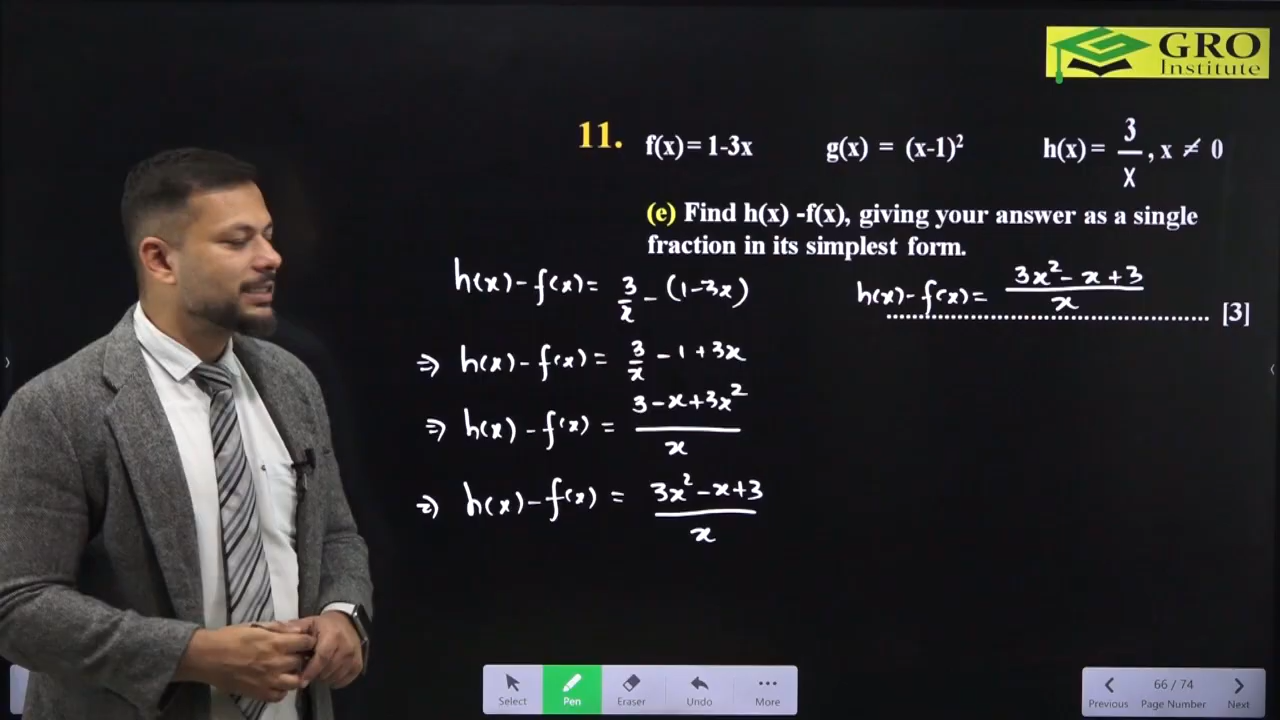 GRO
Institute
11. f(x) = 1-3x g(x) = (x-1)² h(x) = 3/x , x ≠ 0
(e) Find h(x) -f(x), giving your answer as a single
fraction in its simplest form.
h(x) - f(x) = 3/x - (1-3x)
h(x) - f(x) = (3x² - x + 3)/x
........................................................ [3]
⇒ h(x) - f(x) = 3/x - 1 + 3x
⇒ h(x) - f(x) = (3 - x + 3x²)/x
⇒ h(x) - f(x) = (3x² - x + 3)/x
Select Pen Eraser Undo More
66 / 74
Previous Page Number Next